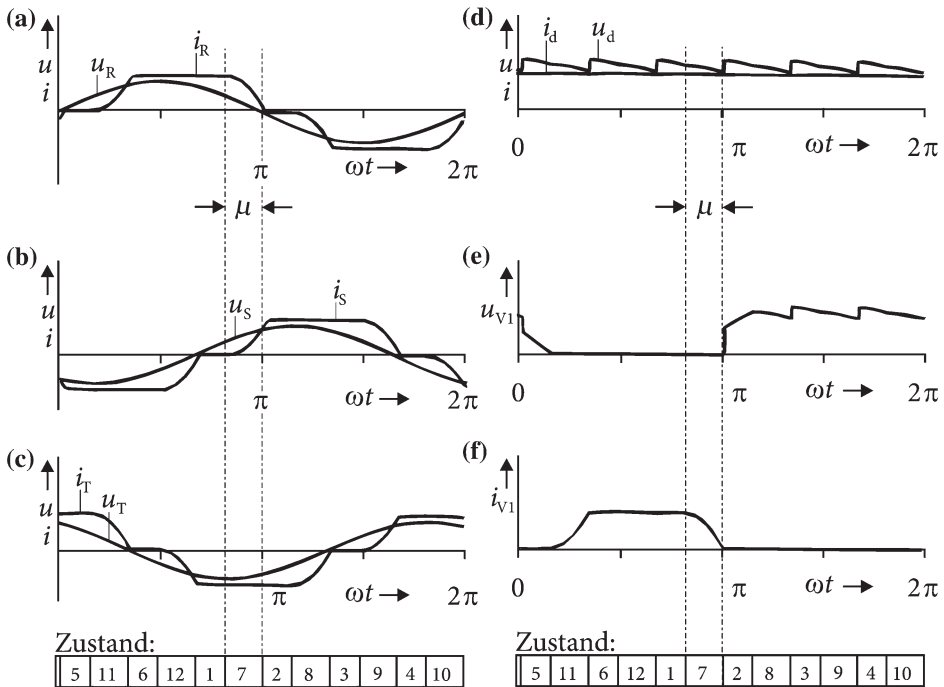 (a)
u
i
u_R
i_R
π
ωt
2π
μ
(b)
u
i
u_S
i_S
π
ωt
2π
(c)
i_T
u
u_T
i
π
ωt
2π
Zustand:
5 11 6 12 1 7 2 8 3 9 4 10
(d)
i_d
u_d
u
i
0
π
ωt
2π
μ
(e)
u_V1
0
π
ωt
2π
(f)
i_V1
0
π
ωt
2π
Zustand:
5 11 6 12 1 7 2 8 3 9 4 10